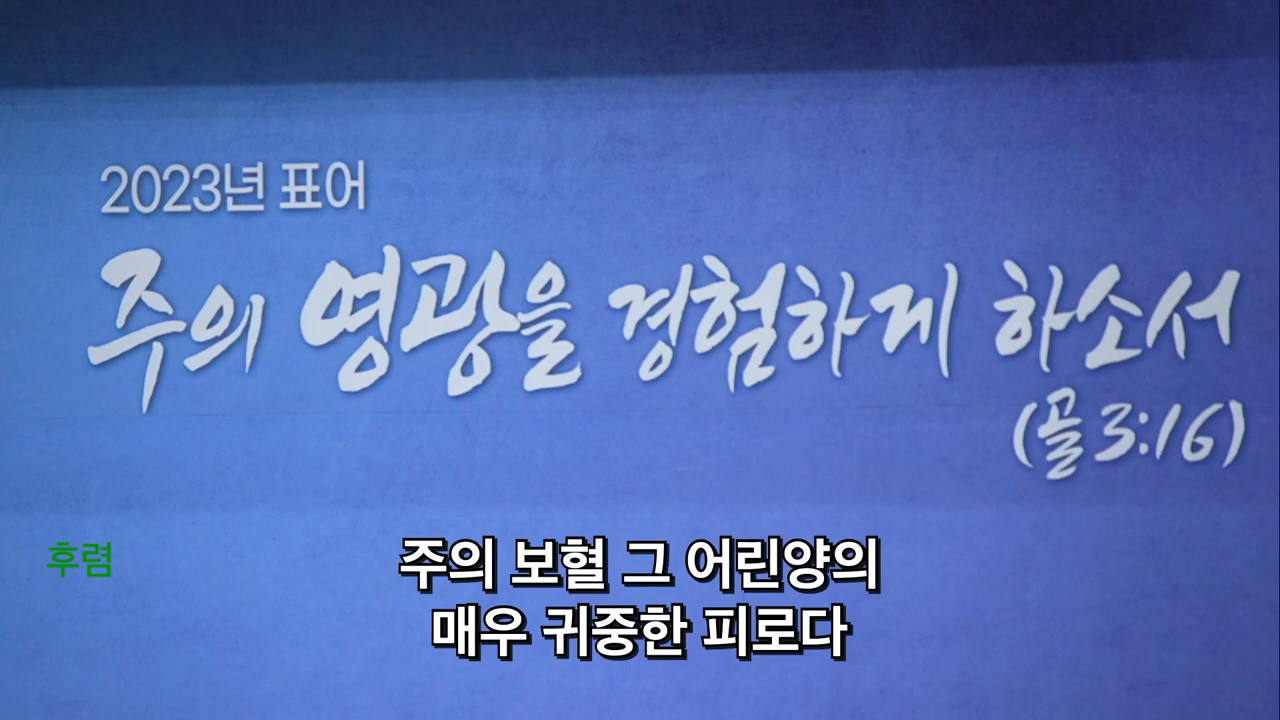 2023년 표어
주의 영광을 경험하게 하소서
(골 3:16)
후렴
주의 보혈 그 어린양의
매우 귀중한 피로다